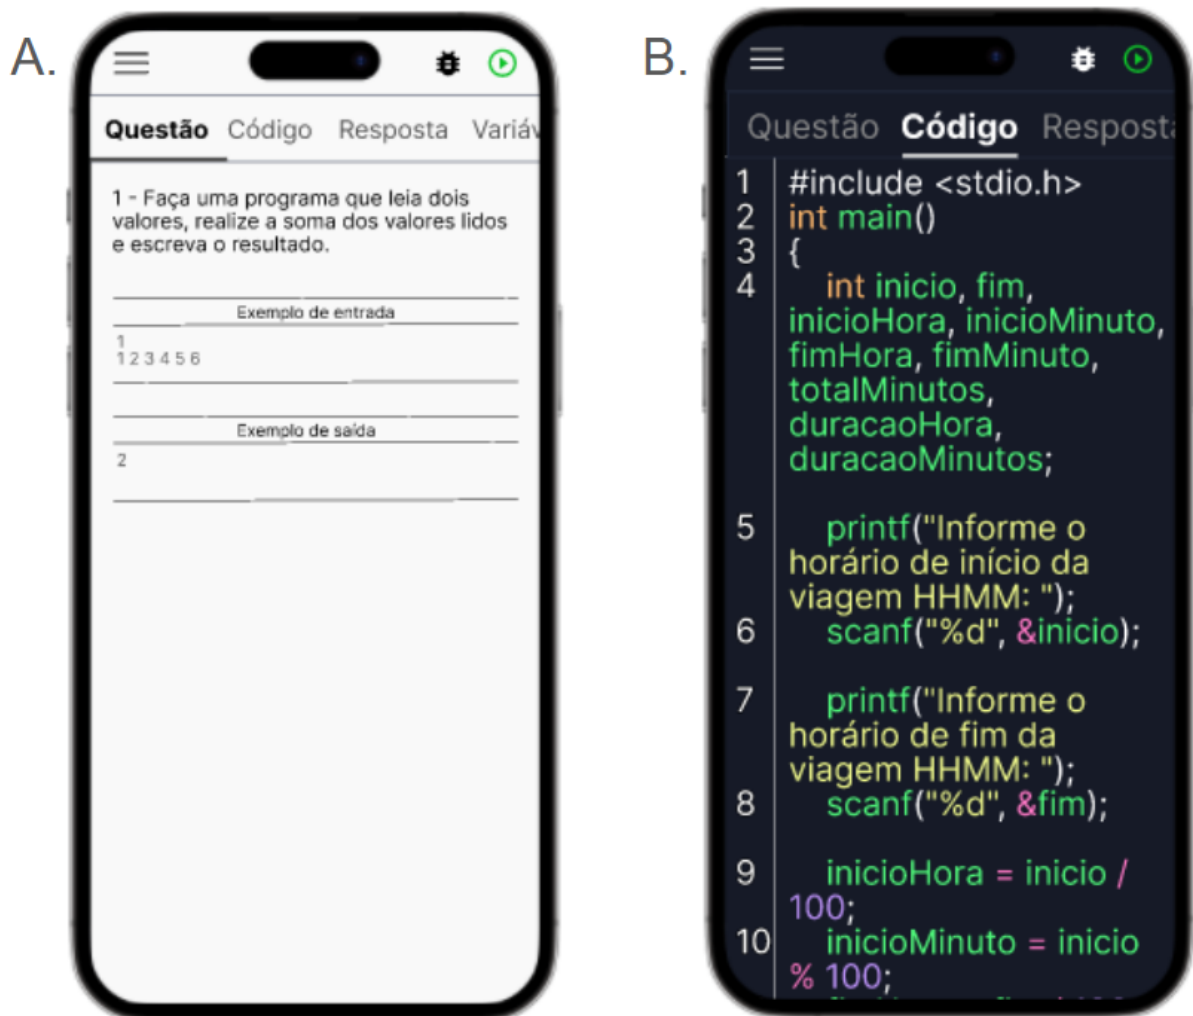 A.
Questão Código Resposta Variáv
1 - Faça uma programa que leia dois
valores, realize a soma dos valores lidos
e escreva o resultado.
Exemplo de entrada
1
1 2 3 4 5 6
Exemplo de saída
2
B.
Questão Código Resposta
1 #include <stdio.h>
2 int main()
3 {
4 int inicio, fim,
inicioHora, inicioMinuto,
fimHora, fimMinuto,
totalMinutos,
duracaoHora,
duracaoMinutos;
5 printf("Informe o
horário de início da
viagem HHMM: ");
6 scanf("%d", &inicio);
7 printf("Informe o
horário de fim da
viagem HHMM: ");
8 scanf("%d", &fim);
9 inicioHora = inicio /
100;
10 inicioMinuto = inicio
% 100;